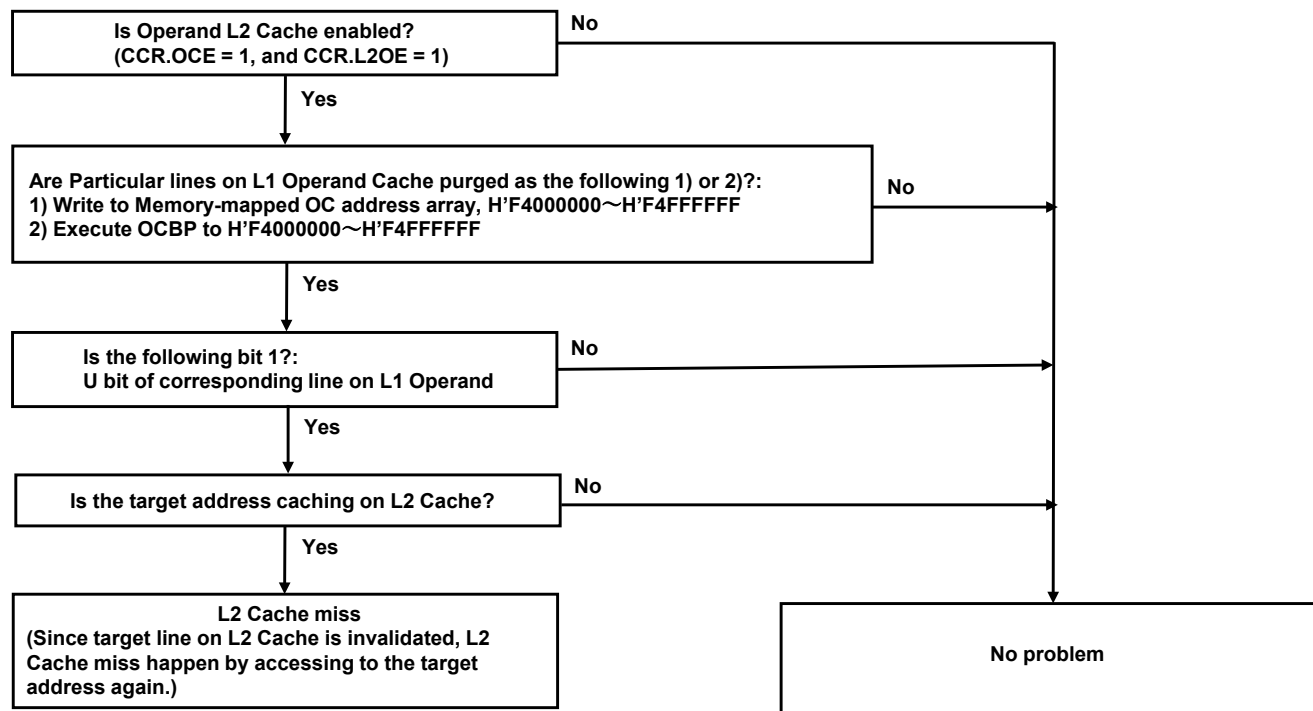 Is Operand L2 Cache enabled?
(CCR.OCE = 1, and CCR.L2OE = 1)
No
Yes
Are Particular lines on L1 Operand Cache purged as the following 1) or 2)?:
1) Write to Memory-mapped OC address array, H'F4000000～H'F4FFFFFF
2) Execute OCBP to H'F4000000～H'F4FFFFFF
No
Yes
Is the following bit 1?:
U bit of corresponding line on L1 Operand
No
Yes
Is the target address caching on L2 Cache?
No
Yes
L2 Cache miss
(Since target line on L2 Cache is invalidated, L2
Cache miss happen by accessing to the target
address again.)
No problem